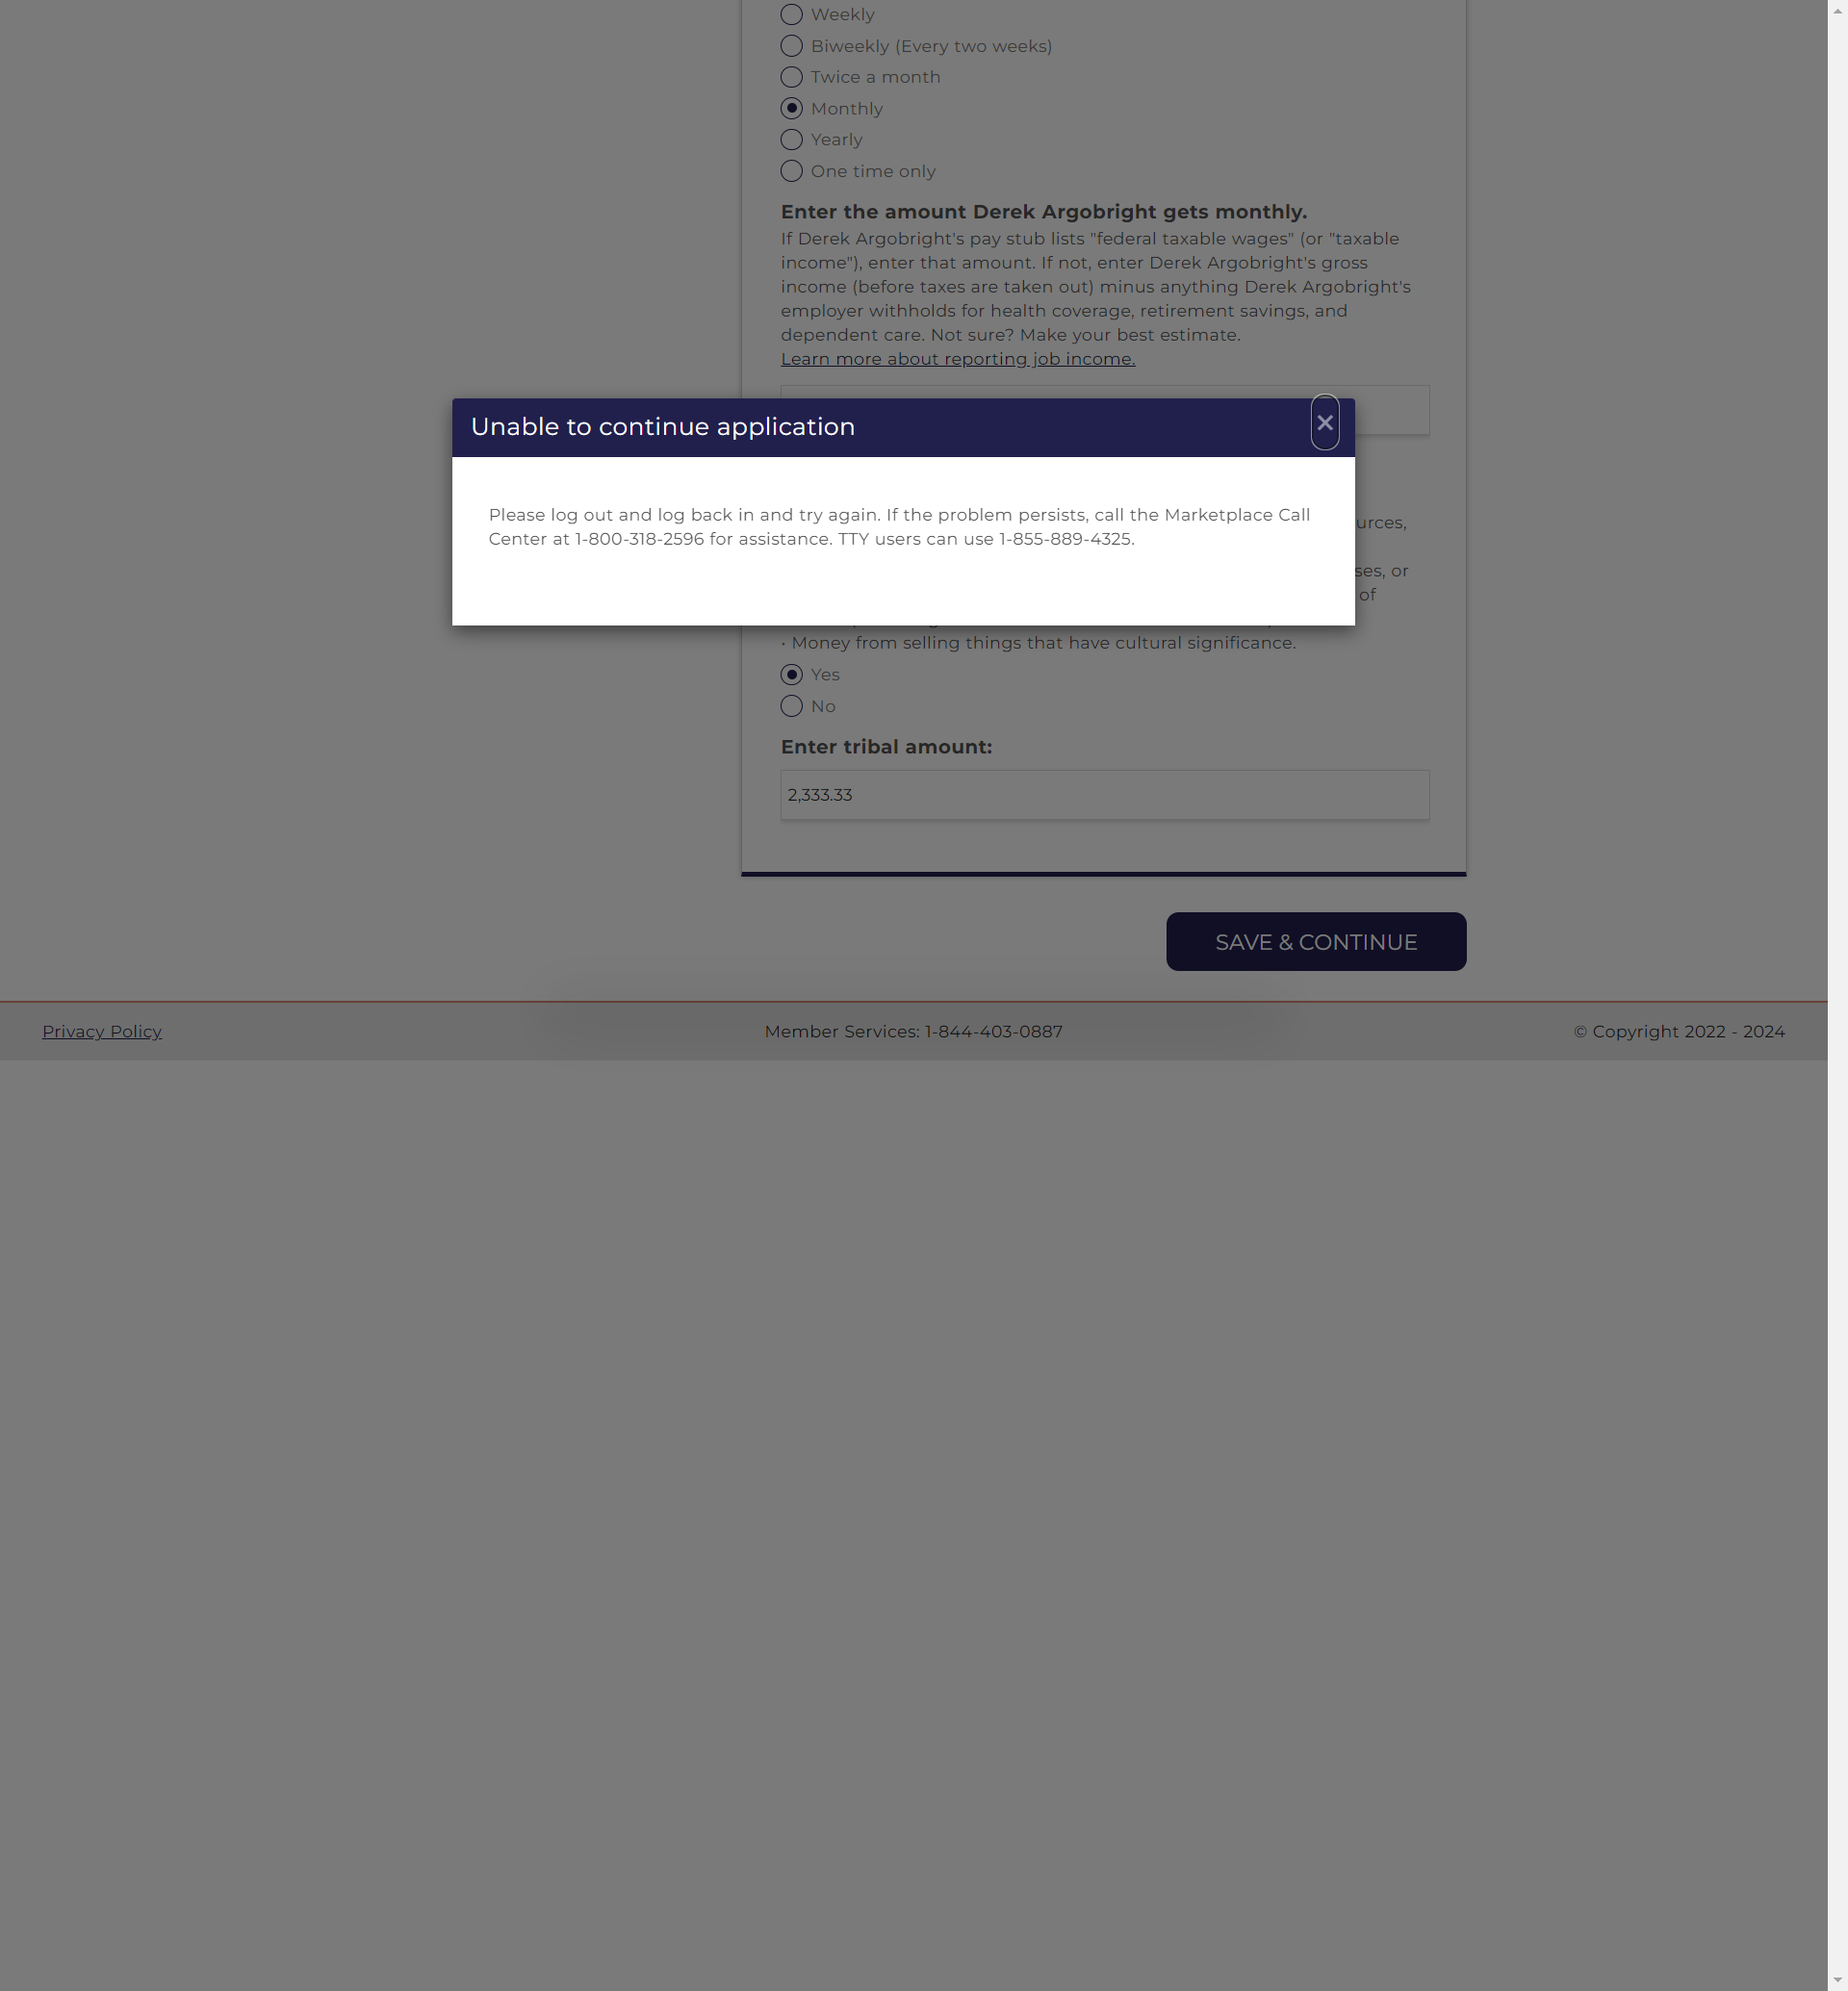 Weekly
Biweekly (Every two weeks)
Twice a month
Monthly
Yearly
One time only
Enter the amount Derek Argobright gets monthly.
If Derek Argobright's pay stub lists "federal taxable wages" (or "taxable
income"), enter that amount. If not, enter Derek Argobright's gross
income (before taxes are taken out) minus anything Derek Argobright's
employer withholds for health coverage, retirement savings, and
dependent care. Not sure? Make your best estimate.
Learn more about reporting job income.
Unable to continue application
×
Please log out and log back in and try again. If the problem persists, call the Marketplace Call
Center at 1-800-318-2596 for assistance. TTY users can use 1-855-889-4325.
or
of
• Money from selling things that have cultural significance.
Yes
No
Enter tribal amount:
2,333.33
SAVE & CONTINUE
Privacy Policy
Member Services: 1-844-403-0887
© Copyright 2022 - 2024